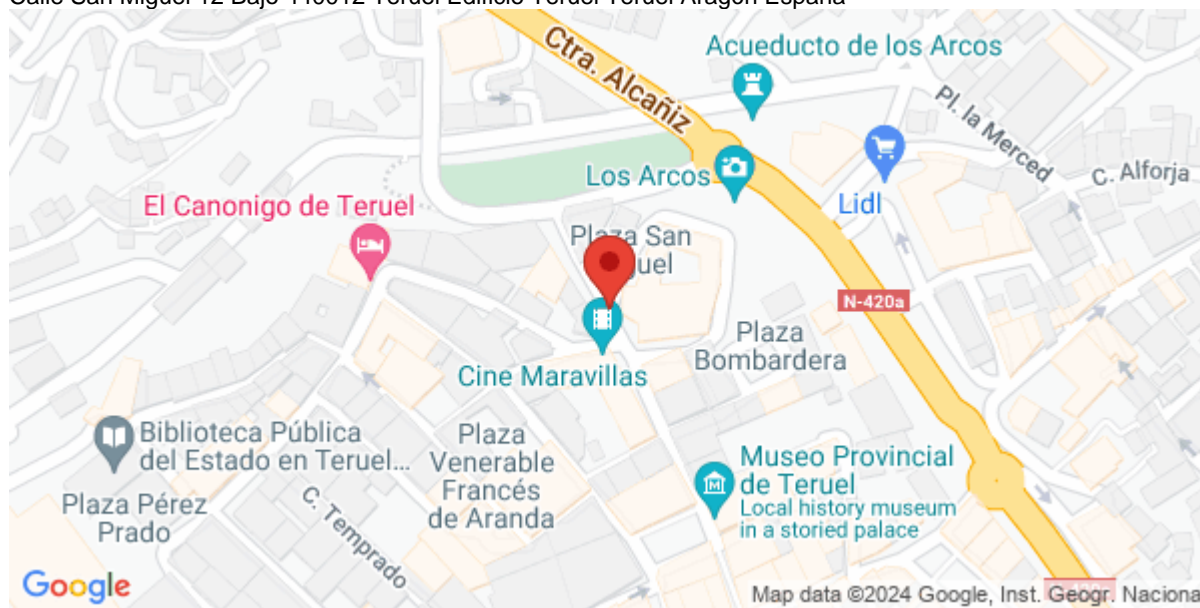 Calle San Miguel 12 Bajo 440012 Teruel Edificio Teruel Teruel Aragón España
Ctra. Alcañiz
Acueducto de los Arcos
Pl. la Merced
C. Alforja
Los Arcos
Lidl
El Canonigo de Teruel
Plaza San
guel
N-420a
Plaza
Bombardera
Cine Maravillas
Biblioteca Pública
del Estado en Teruel...
Plaza
Venerable
Francés
de Aranda
Museo Provincial
de Teruel
Local history museum
in a storied palace
Plaza Pérez
Prado
C. Temprado
Google
Map data ©2024 Google, Inst. Geogr. Naciona